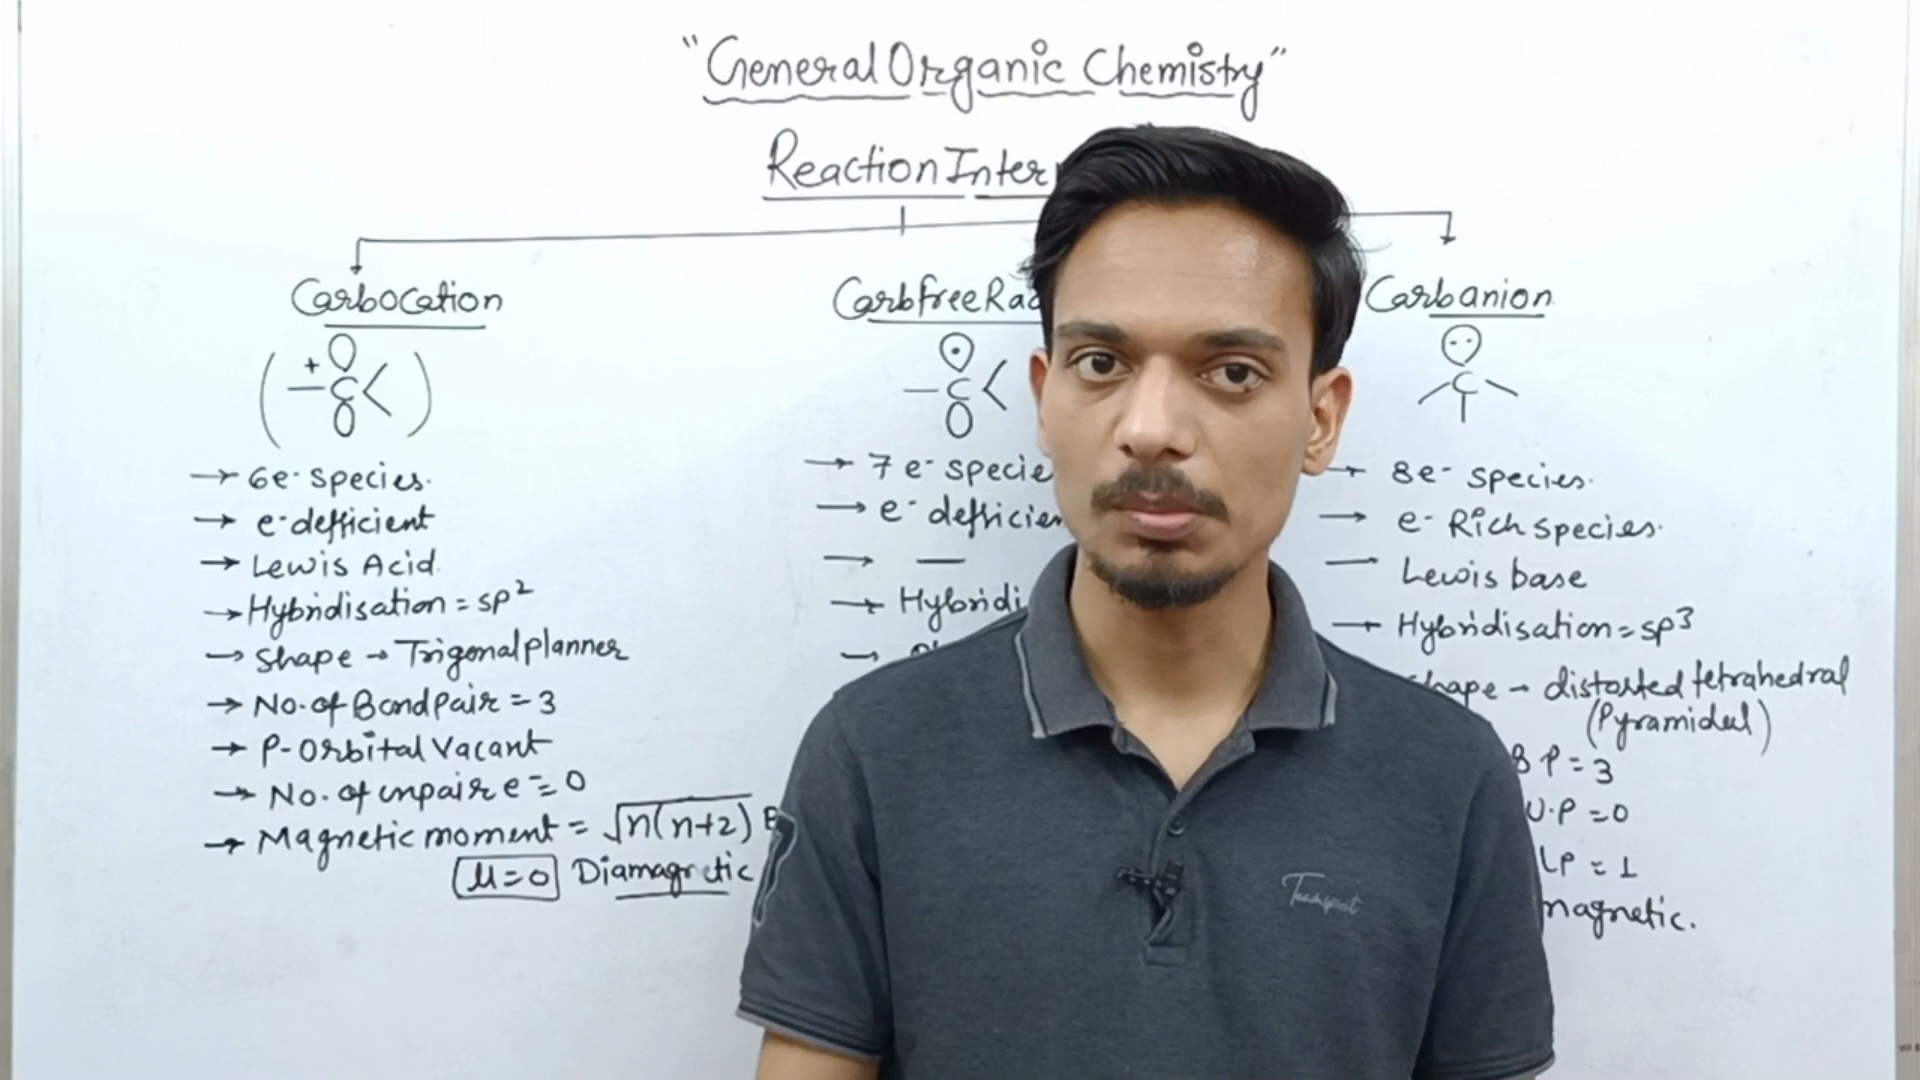 "General Organic Chemistry"
Reaction Inter
Carbocation
+
C
→ 6e- species.
→ e-defficient
→ Lewis Acid
→ Hybridisation = sp²
→ Shape → Trigonal planner
→ No. of Bond Pair = 3
→ P-Orbital Vacant
→ No. of unpair e- = 0
→ Magnetic moment = √n(n+2) B
μ=0 Diamagnetic
Carbfree Rad
C
→ 7 e- specie
→ e- defficien
→ —
→ Hybridi
→
Carbanion
C
→ 8e- species.
→ e- Rich species.
— Lewis base
→ Hybridisation = sp³
hape → distorted tetrahedral
(Pyramidal)
B P = 3
U.P = 0
LP = 1
magnetic.
Teamspirit